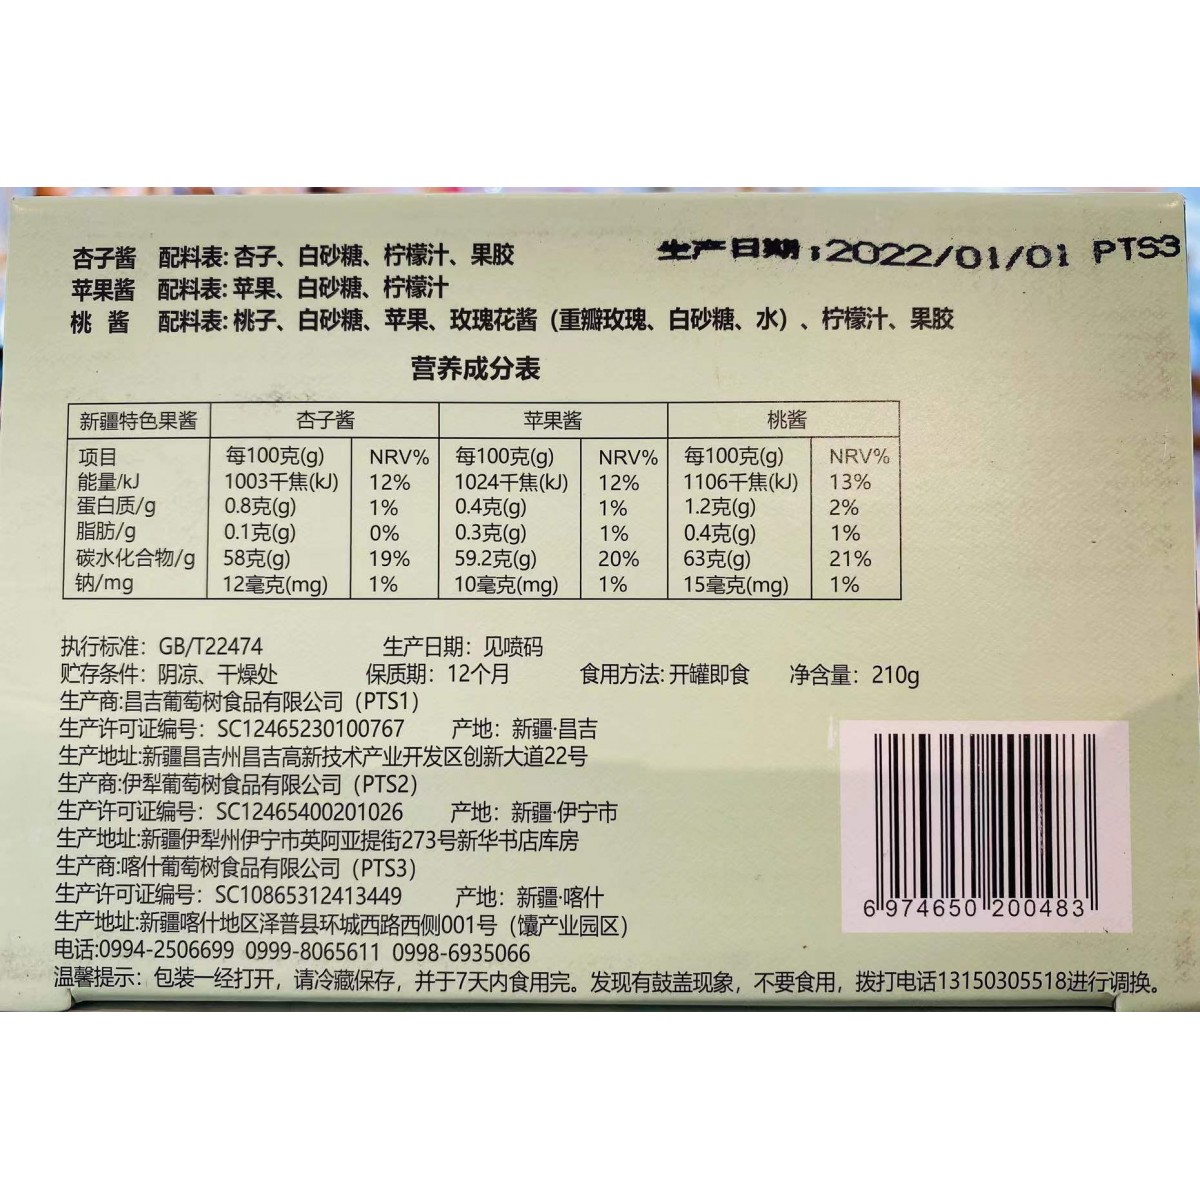 杏子酱 配料表: 杏子、白砂糖、柠檬汁、果胶
生产日期:2022/01/01 PTS3
苹果酱 配料表: 苹果、白砂糖、柠檬汁
桃 酱 配料表: 桃子、白砂糖、苹果、玫瑰花酱（重瓣玫瑰、白砂糖、水）、柠檬汁、果胶
营养成分表
新疆特色果酱 杏子酱 苹果酱 桃酱
项目 每100克(g) NRV% 每100克(g) NRV% 每100克(g) NRV%
能量/kJ 1003千焦(kJ) 12% 1024千焦(kJ) 12% 1106千焦(kJ) 13%
蛋白质/g 0.8克(g) 1% 0.4克(g) 1% 1.2克(g) 2%
脂肪/g 0.1克(g) 0% 0.3克(g) 1% 0.4克(g) 1%
碳水化合物/g 58克(g) 19% 59.2克(g) 20% 63克(g) 21%
钠/mg 12毫克(mg) 1% 10毫克(mg) 1% 15毫克(mg) 1%
执行标准：GB/T22474 生产日期：见喷码
贮存条件：阴凉、干燥处 保质期：12个月 食用方法: 开罐即食 净含量：210g
生产商:昌吉葡萄树食品有限公司（PTS1）
生产许可证编号：SC12465230100767 产地：新疆·昌吉
生产地址:新疆昌吉州昌吉高新技术产业开发区创新大道22号
生产商:伊犁葡萄树食品有限公司（PTS2）
生产许可证编号：SC12465400201026 产地：新疆·伊宁市
生产地址:新疆伊犁州伊宁市英阿亚提街273号新华书店库房
生产商:喀什葡萄树食品有限公司（PTS3）
生产许可证编号：SC10865312413449 产地：新疆·喀什
生产地址:新疆喀什地区泽普县环城西路西侧001号（馕产业园区）
电话:0994-2506699 0999-8065611 0998-6935066
温馨提示：包装一经打开，请冷藏保存，并于7天内食用完。发现有鼓盖现象，不要食用，拨打电话13150305518进行调换。
6 974650 200483